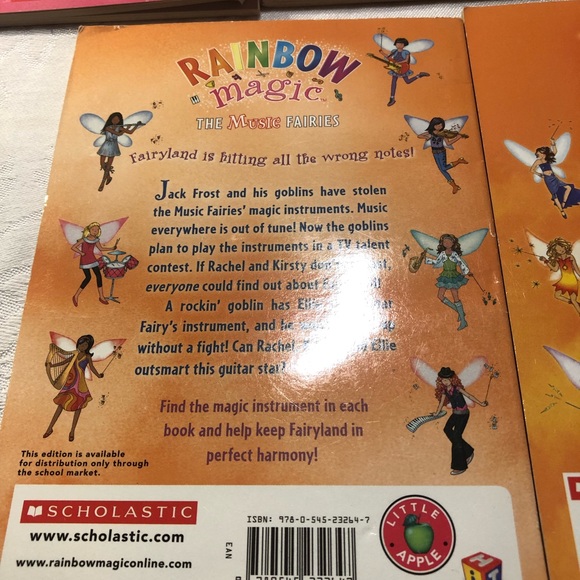 RAINBOW
magic
THE MUSIC FAIRIES
Fairyland is hitting all the wrong notes!
Jack Frost and his goblins have stolen
the Music Fairies' magic instruments. Music
everywhere is out of tune! Now the goblins
plan to play the instruments in a TV talent
contest. If Rachel and Kirsty don't
everyone could find out about
A rockin' goblin has
Fairy's instrument, and he
without a fight! Can Rachel,
outsmart this guitar star?
Find the magic instrument in each
book and help keep Fairyland in
perfect harmony!
This edition is available
for distribution only through
the school market.
SCHOLASTIC
www.scholastic.com
www.rainbowmagiconline.com
ISBN: 978-0-545-23264-7
EAN
LITTLE
APPLE